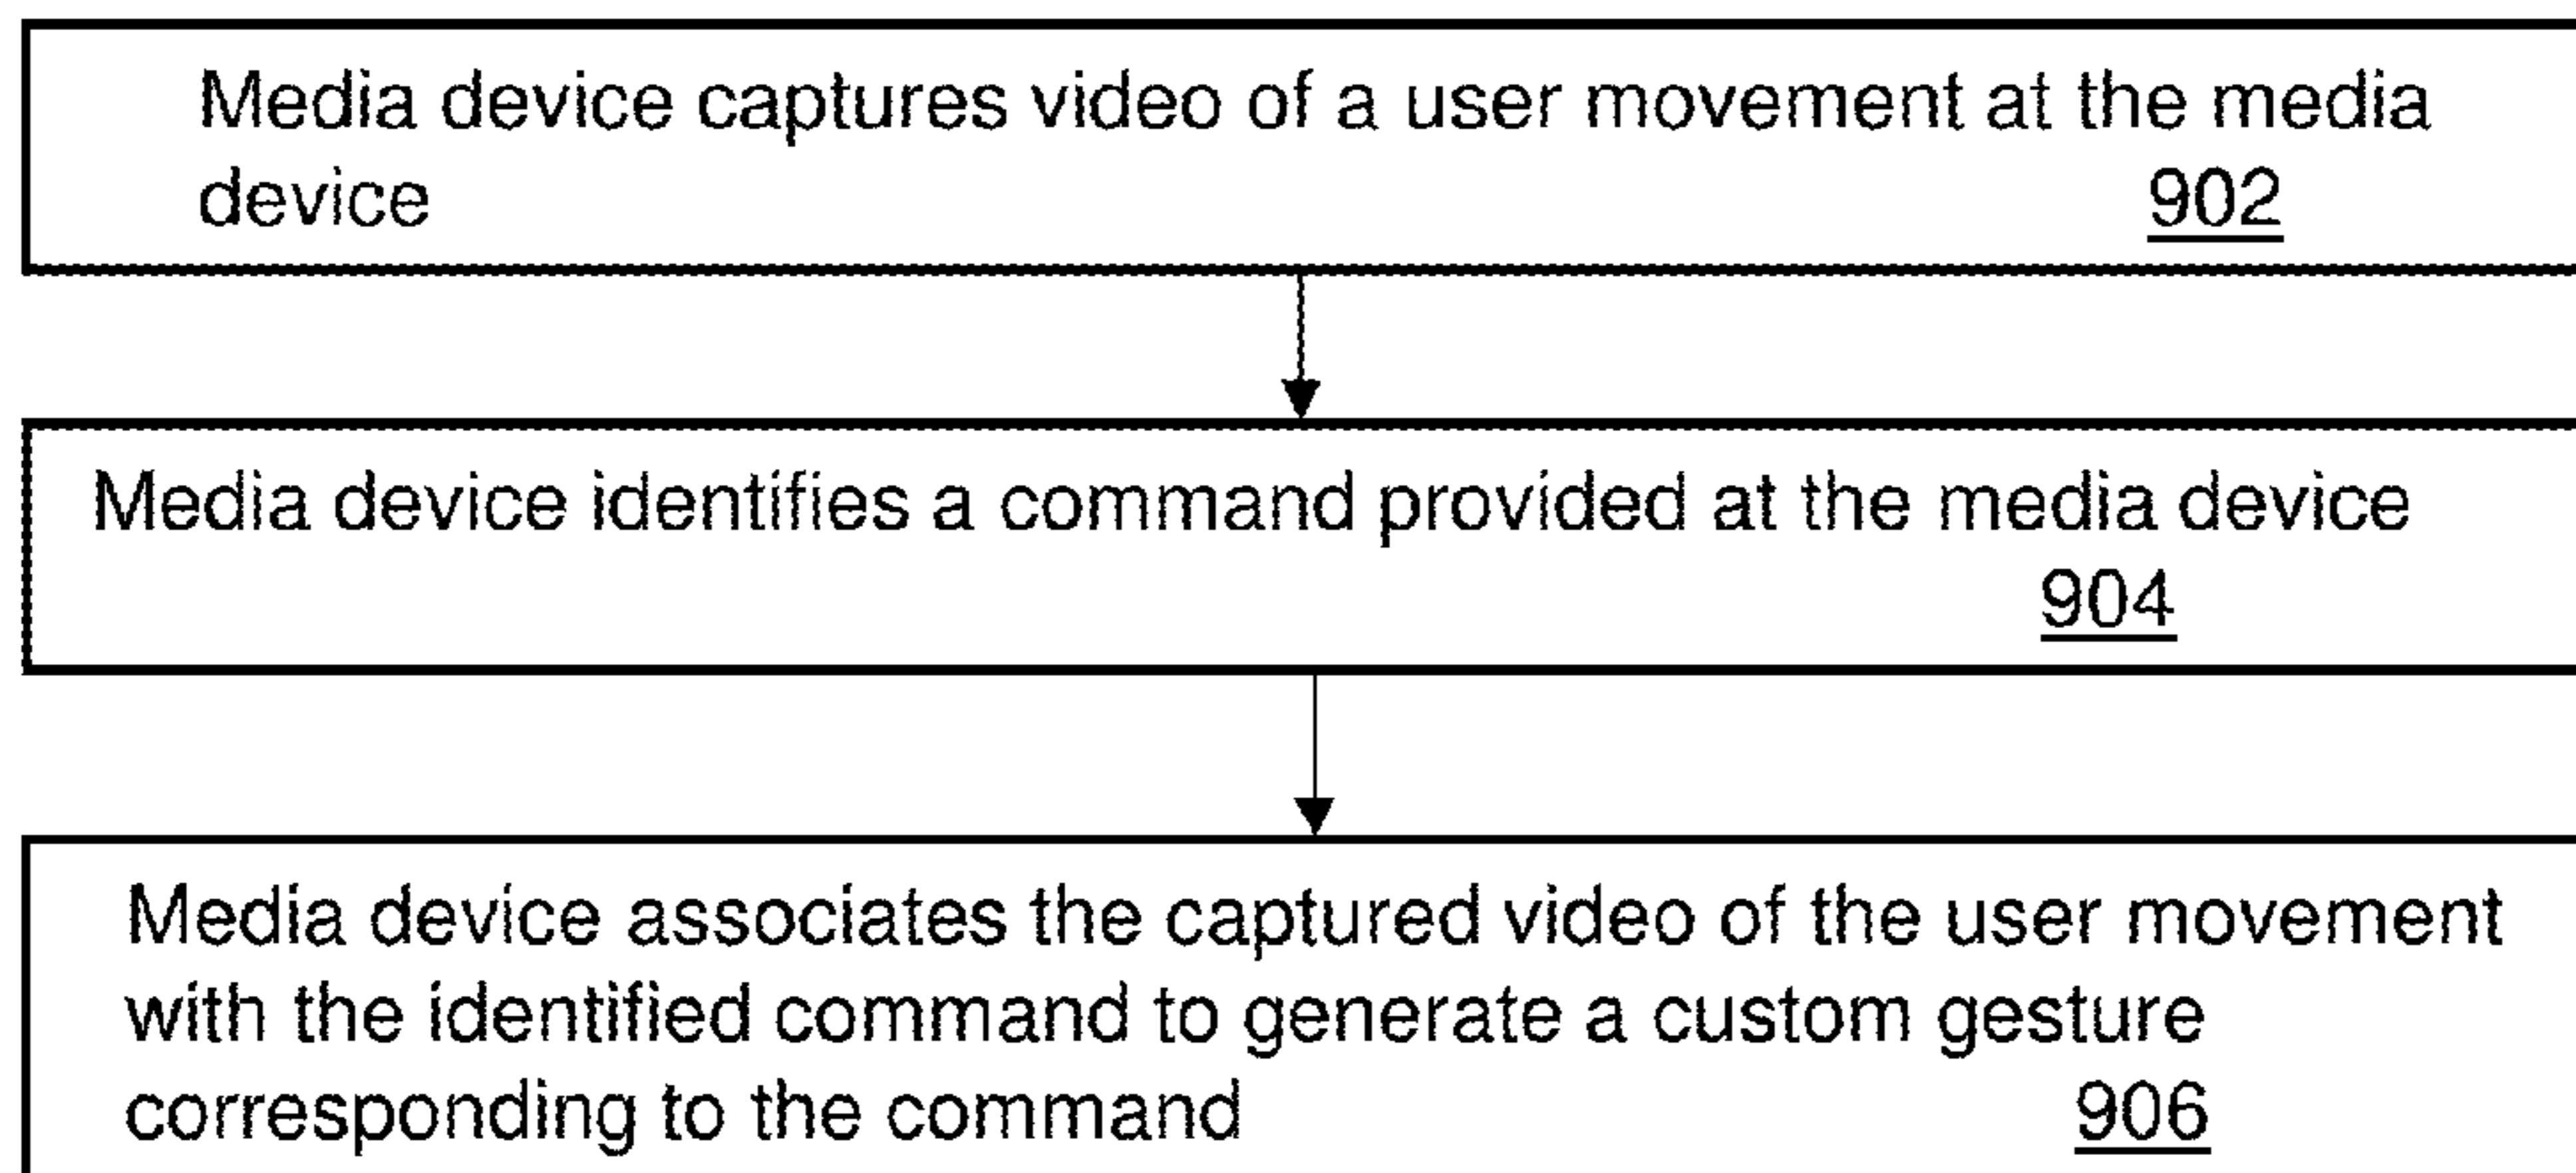 Media device captures video of a user movement at the media
device 902
Media device identifies a command provided at the media device
904
Media device associates the captured video of the user movement
with the identified command to generate a custom gesture
corresponding to the command 906